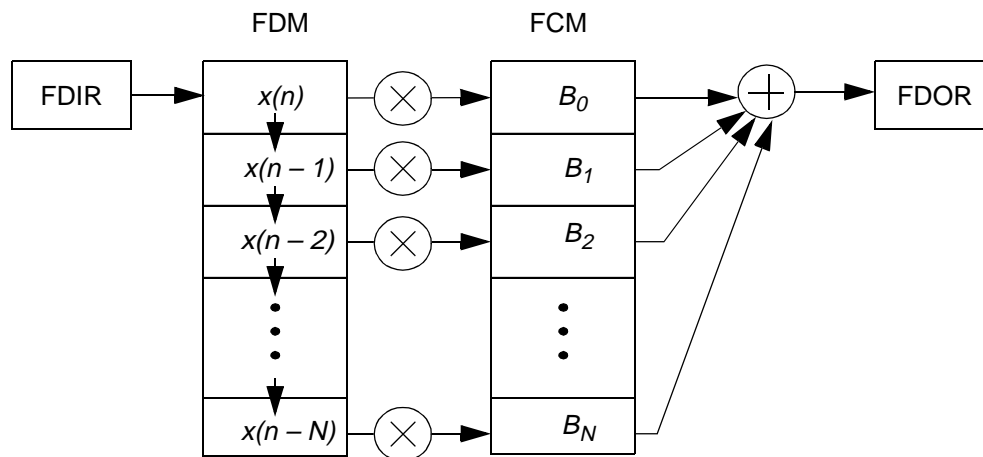 FDM FCM
FDIR x(n) B0 FDOR
x(n – 1) B1
x(n – 2) B2
x(n – N) BN